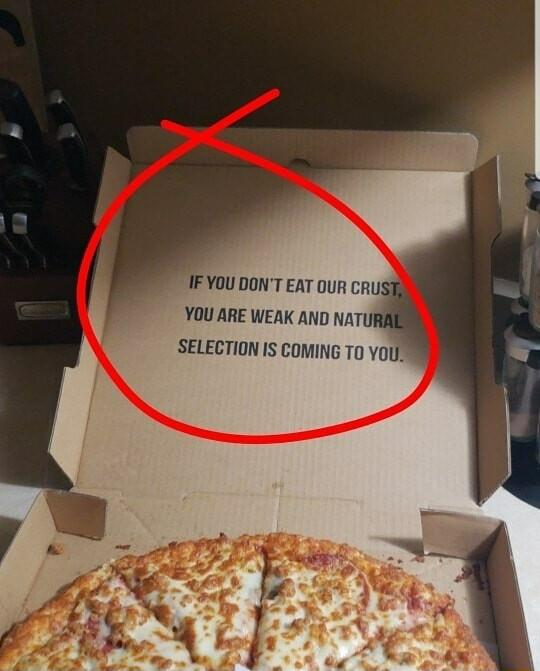 IF YOU DON'T EAT OUR CRUST,
YOU ARE WEAK AND NATURAL
SELECTION IS COMING TO YOU.